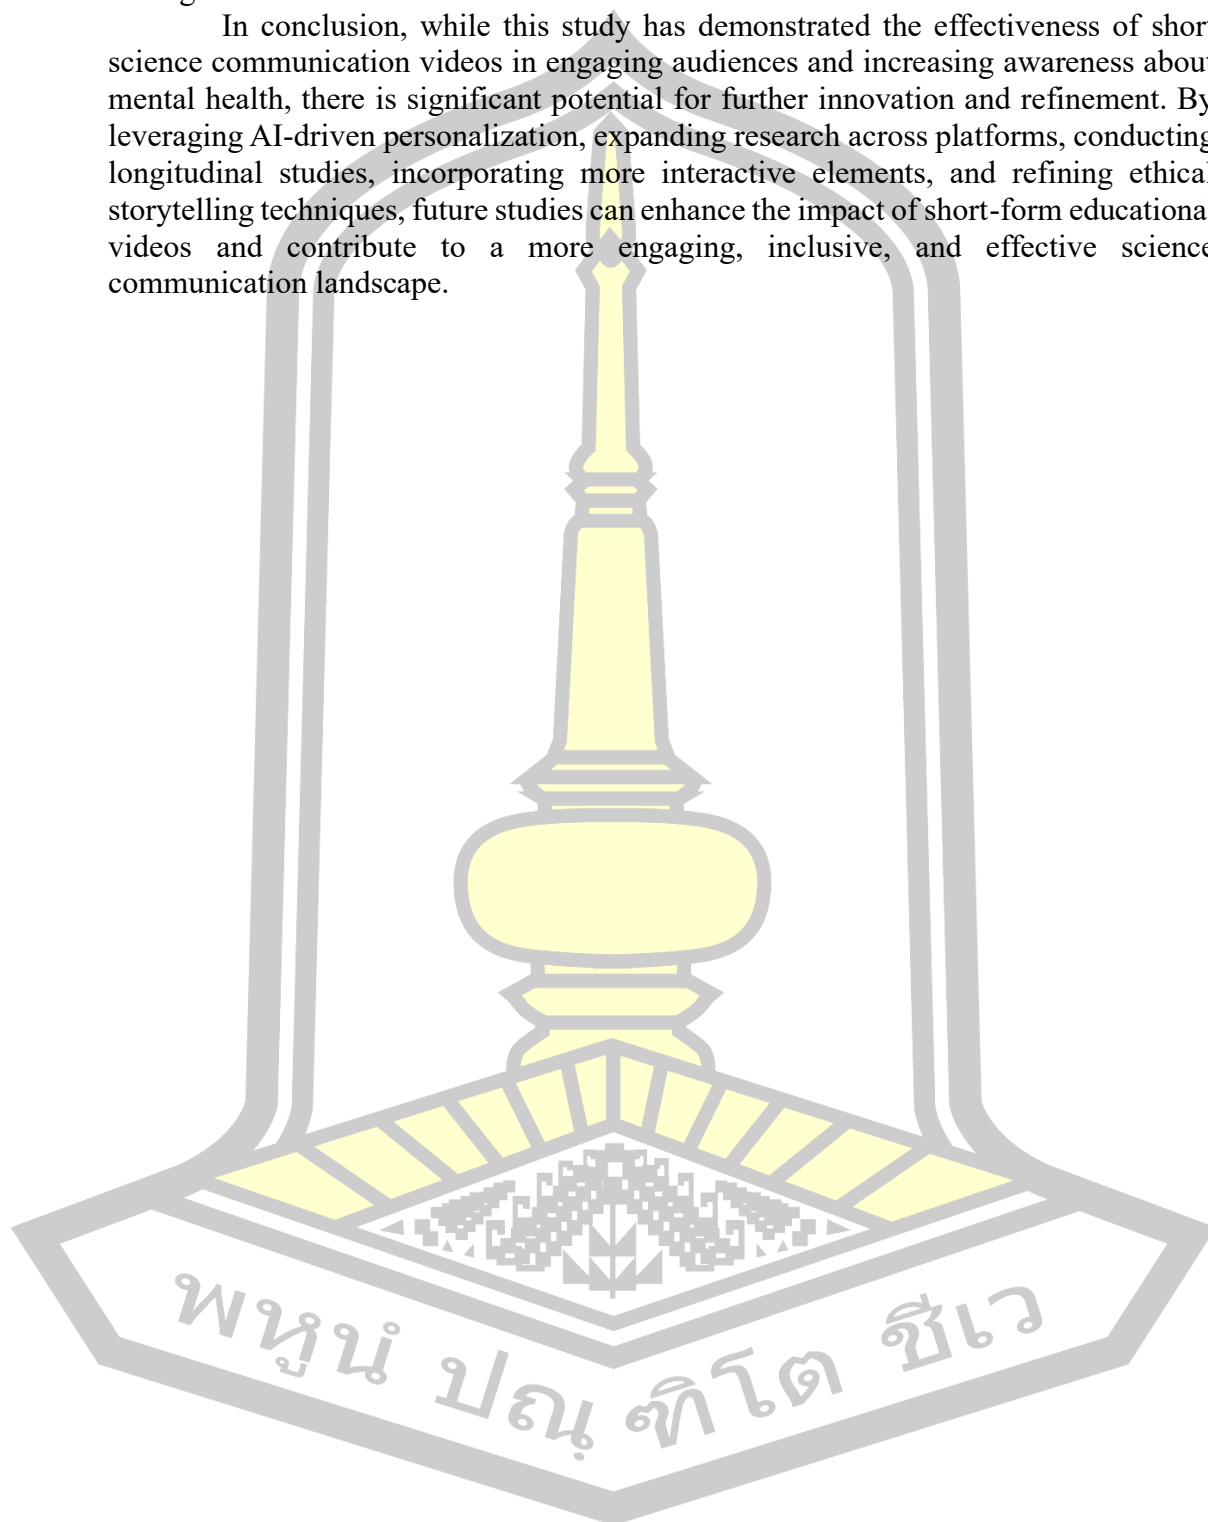 In conclusion, while this study has demonstrated the effectiveness of short
science communication videos in engaging audiences and increasing awareness about
mental health, there is significant potential for further innovation and refinement. By
leveraging AI-driven personalization, expanding research across platforms, conducting
longitudinal studies, incorporating more interactive elements, and refining ethical
storytelling techniques, future studies can enhance the impact of short-form educational
videos and contribute to a more engaging, inclusive, and effective science
communication landscape.
พหูนํ ปณฺฑิโต ชีเว